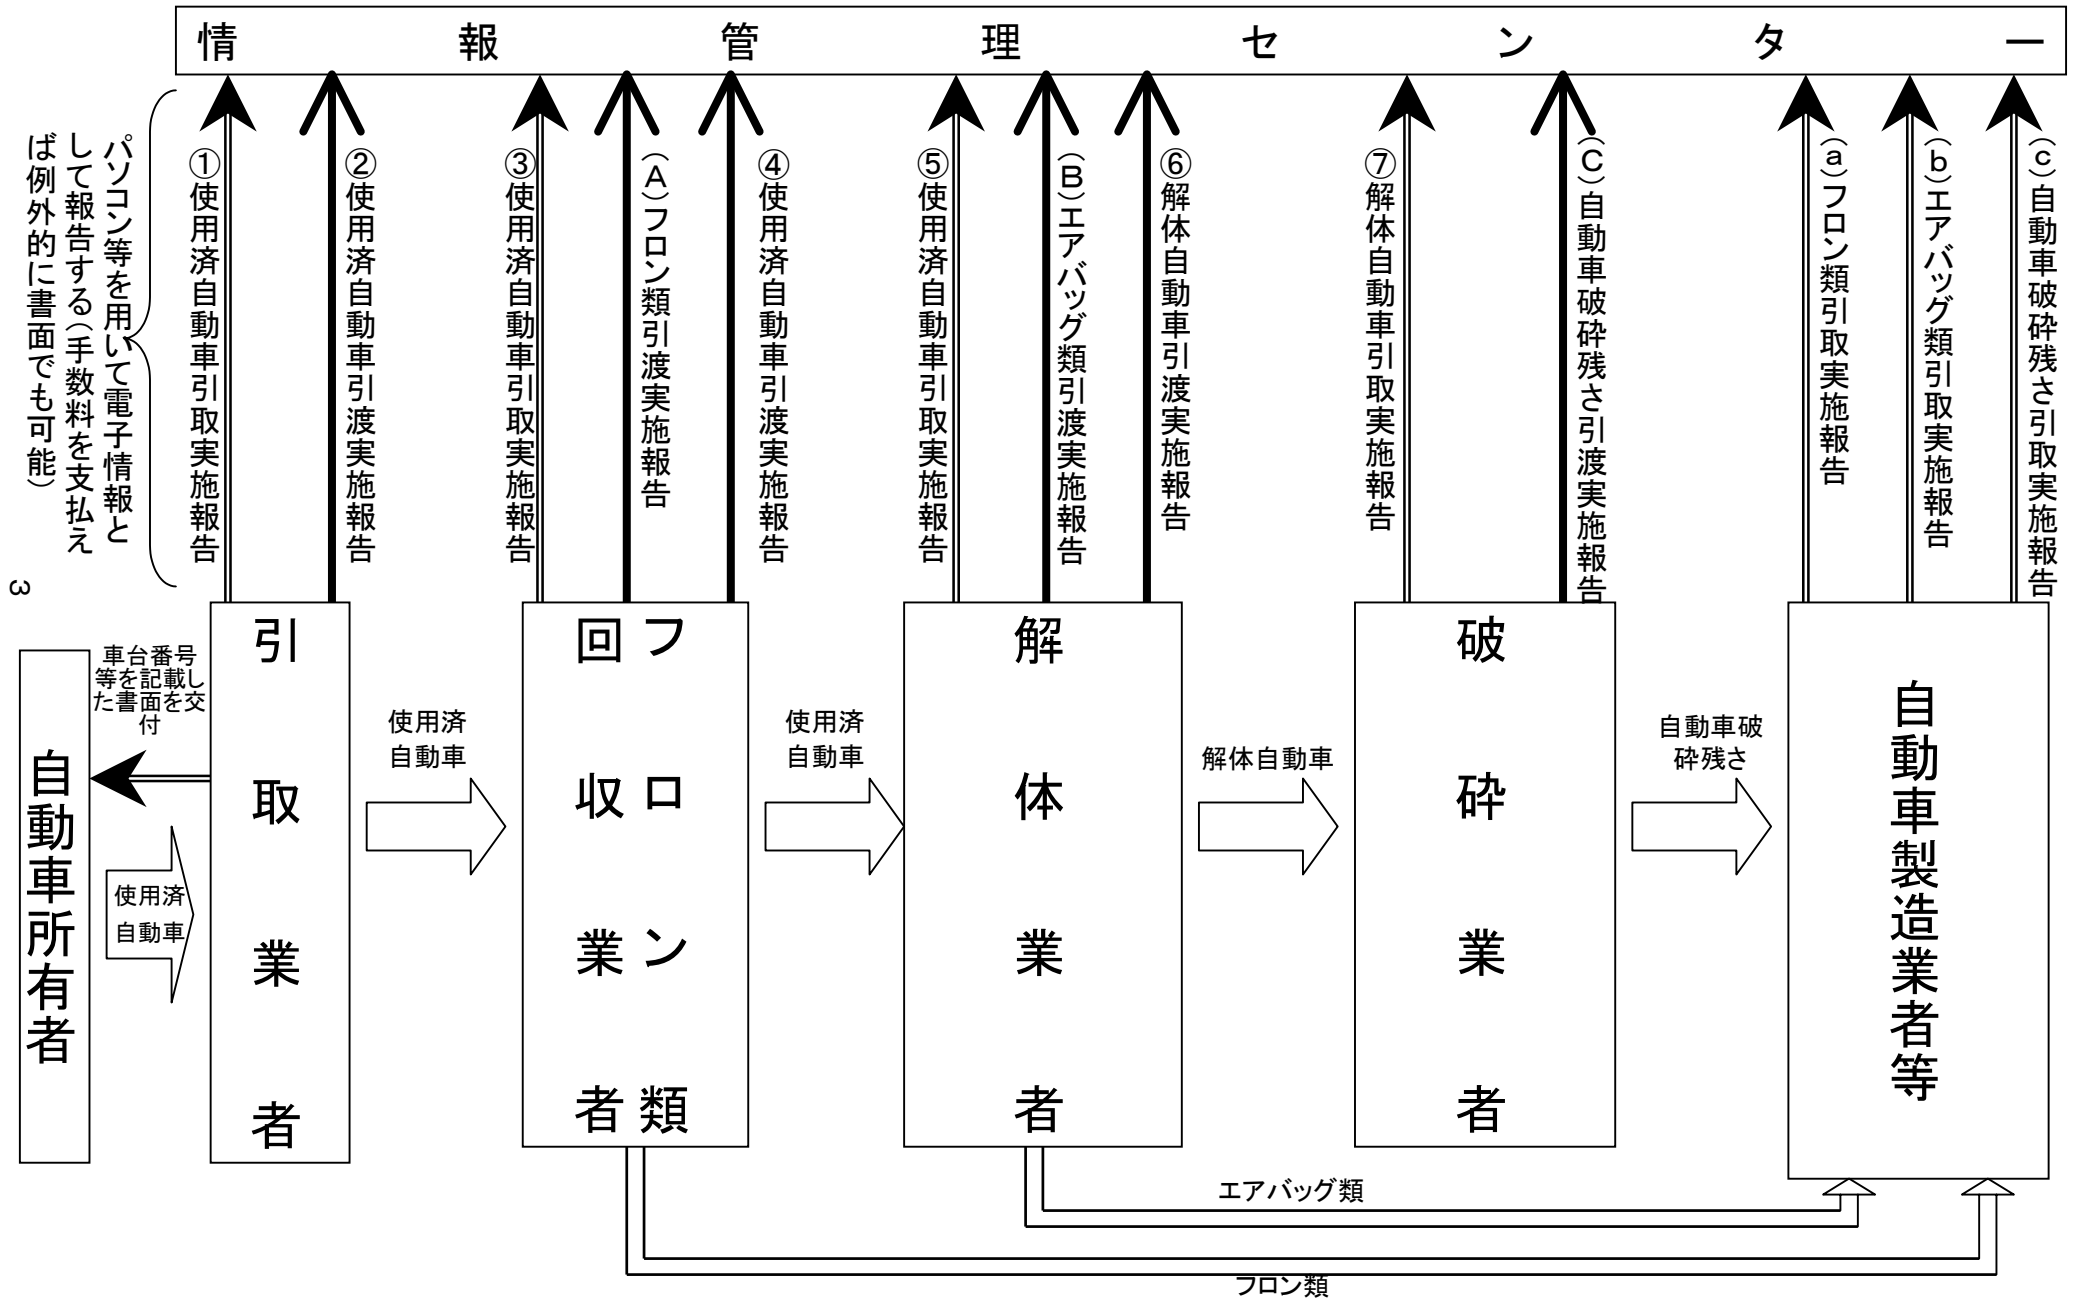 情報管理センター
パソコン等を用いて電子情報と
して報告する(手数料を支払え
ば例外的に書面でも可能)
①使用済自動車引取実施報告
②使用済自動車引渡実施報告
③使用済自動車引取実施報告
(A)フロン類引渡実施報告
④使用済自動車引渡実施報告
⑤使用済自動車引取実施報告
(B)エアバッグ類引渡実施報告
⑥解体自動車引渡実施報告
⑦解体自動車引取実施報告
(C)自動車破砕残さ引渡実施報告
(a)フロン類引取実施報告
(b)エアバッグ類引取実施報告
(c)自動車破砕残さ引取実施報告
3
自動車所有者
車台番号
等を記載し
た書面を交
付
使用済
自動車
引取業者
使用済
自動車
フロン類
回収業者
使用済
自動車
解体業者
解体自動車
破砕業者
自動車破
砕残さ
自動車製造業者等
エアバッグ類
フロン類